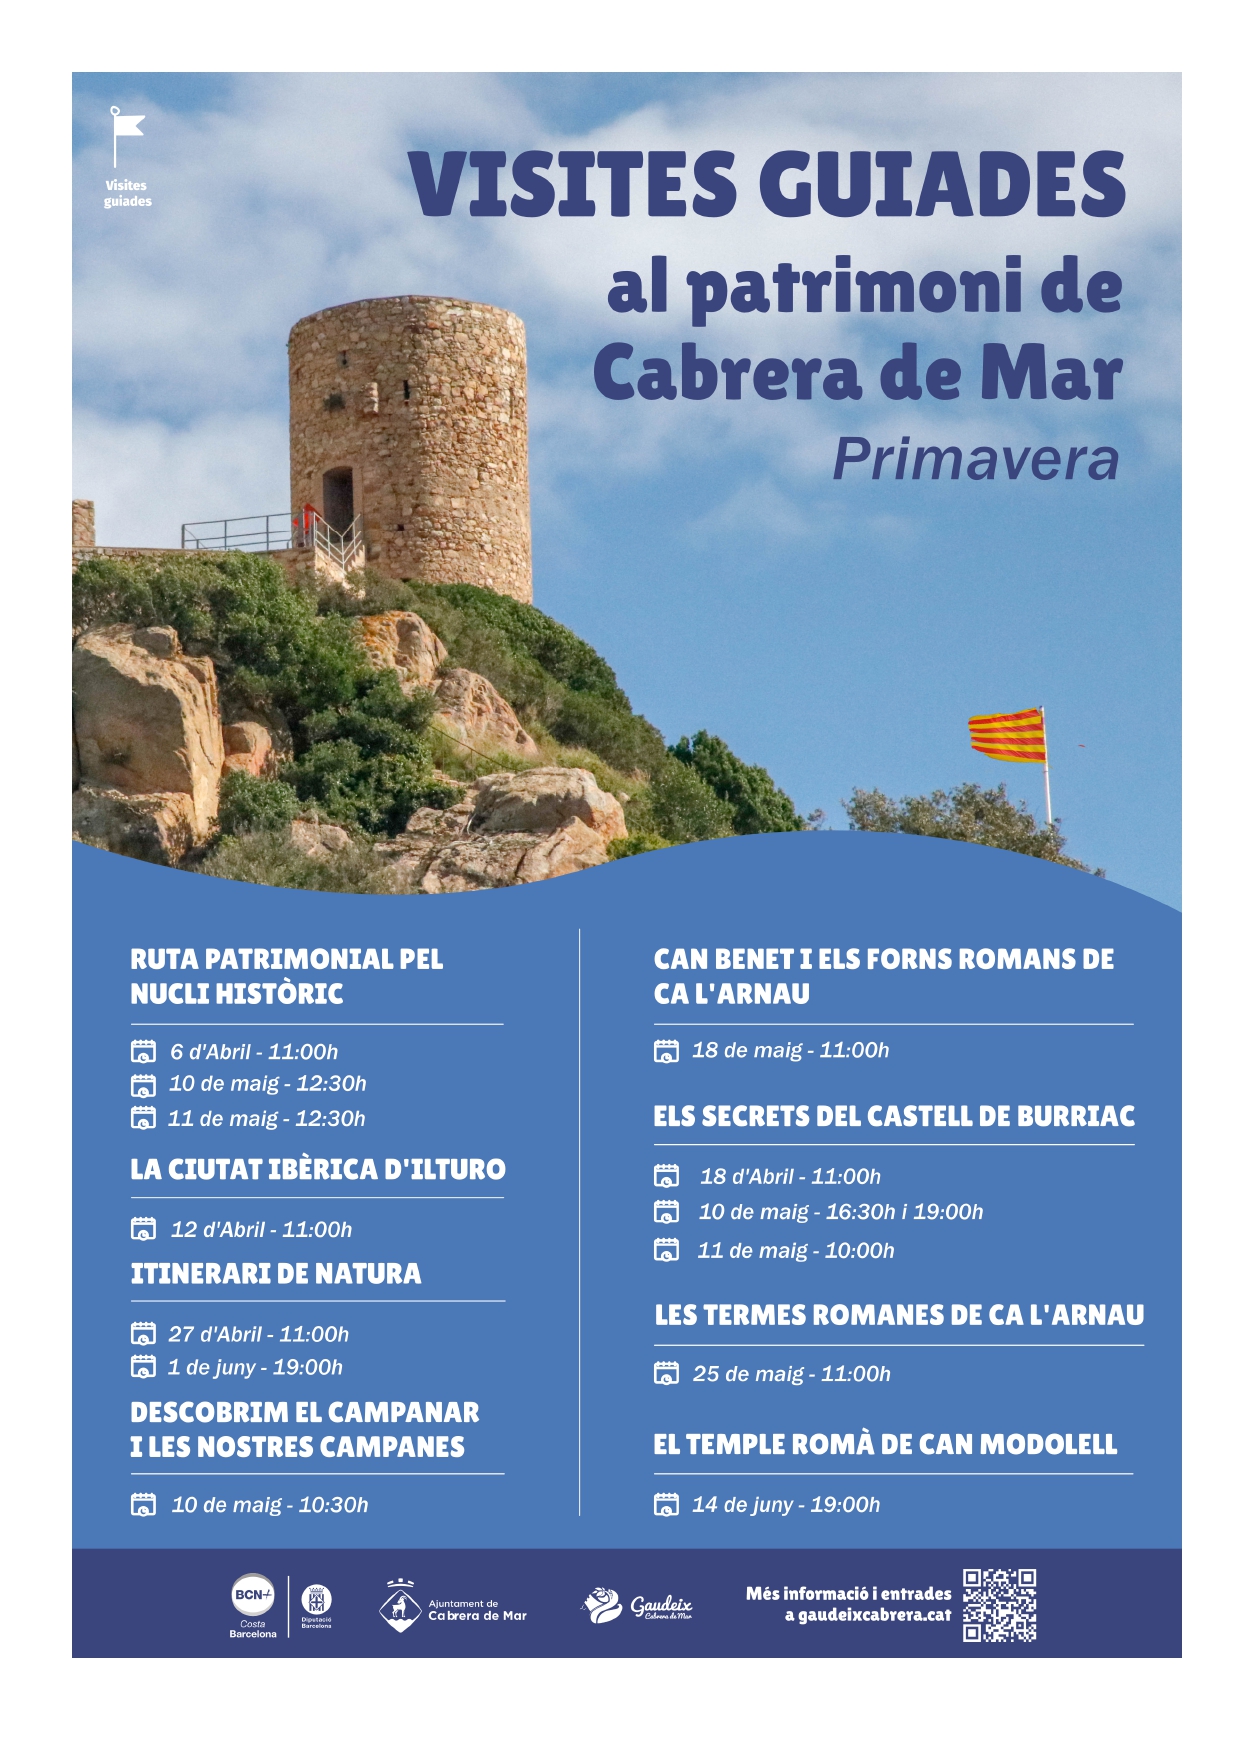 Visites
guiades
VISITES GUIADES
al patrimoni de
Cabrera de Mar
Primavera
RUTA PATRIMONIAL PEL
NUCLI HISTÒRIC
6 d'Abril - 11:00h
10 de maig - 12:30h
11 de maig - 12:30h
LA CIUTAT IBÈRICA D'ILTURO
12 d'Abril - 11:00h
ITINERARI DE NATURA
27 d'Abril - 11:00h
1 de juny - 19:00h
DESCOBRIM EL CAMPANAR
I LES NOSTRES CAMPANES
10 de maig - 10:30h
CAN BENET I ELS FORNS ROMANS DE
CA L'ARNAU
18 de maig - 11:00h
ELS SECRETS DEL CASTELL DE BURRIAC
18 d'Abril - 11:00h
10 de maig - 16:30h i 19:00h
11 de maig - 10:00h
LES TERMES ROMANES DE CA L'ARNAU
25 de maig - 11:00h
EL TEMPLE ROMÀ DE CAN MODOLELL
14 de juny - 19:00h
BCN+
Costa
Barcelona
Diputació
Barcelona
Ajuntament de
Cabrera de Mar
Gaudeix
Cabrera de Mar
Més informació i entrades
a gaudeixcabrera.cat